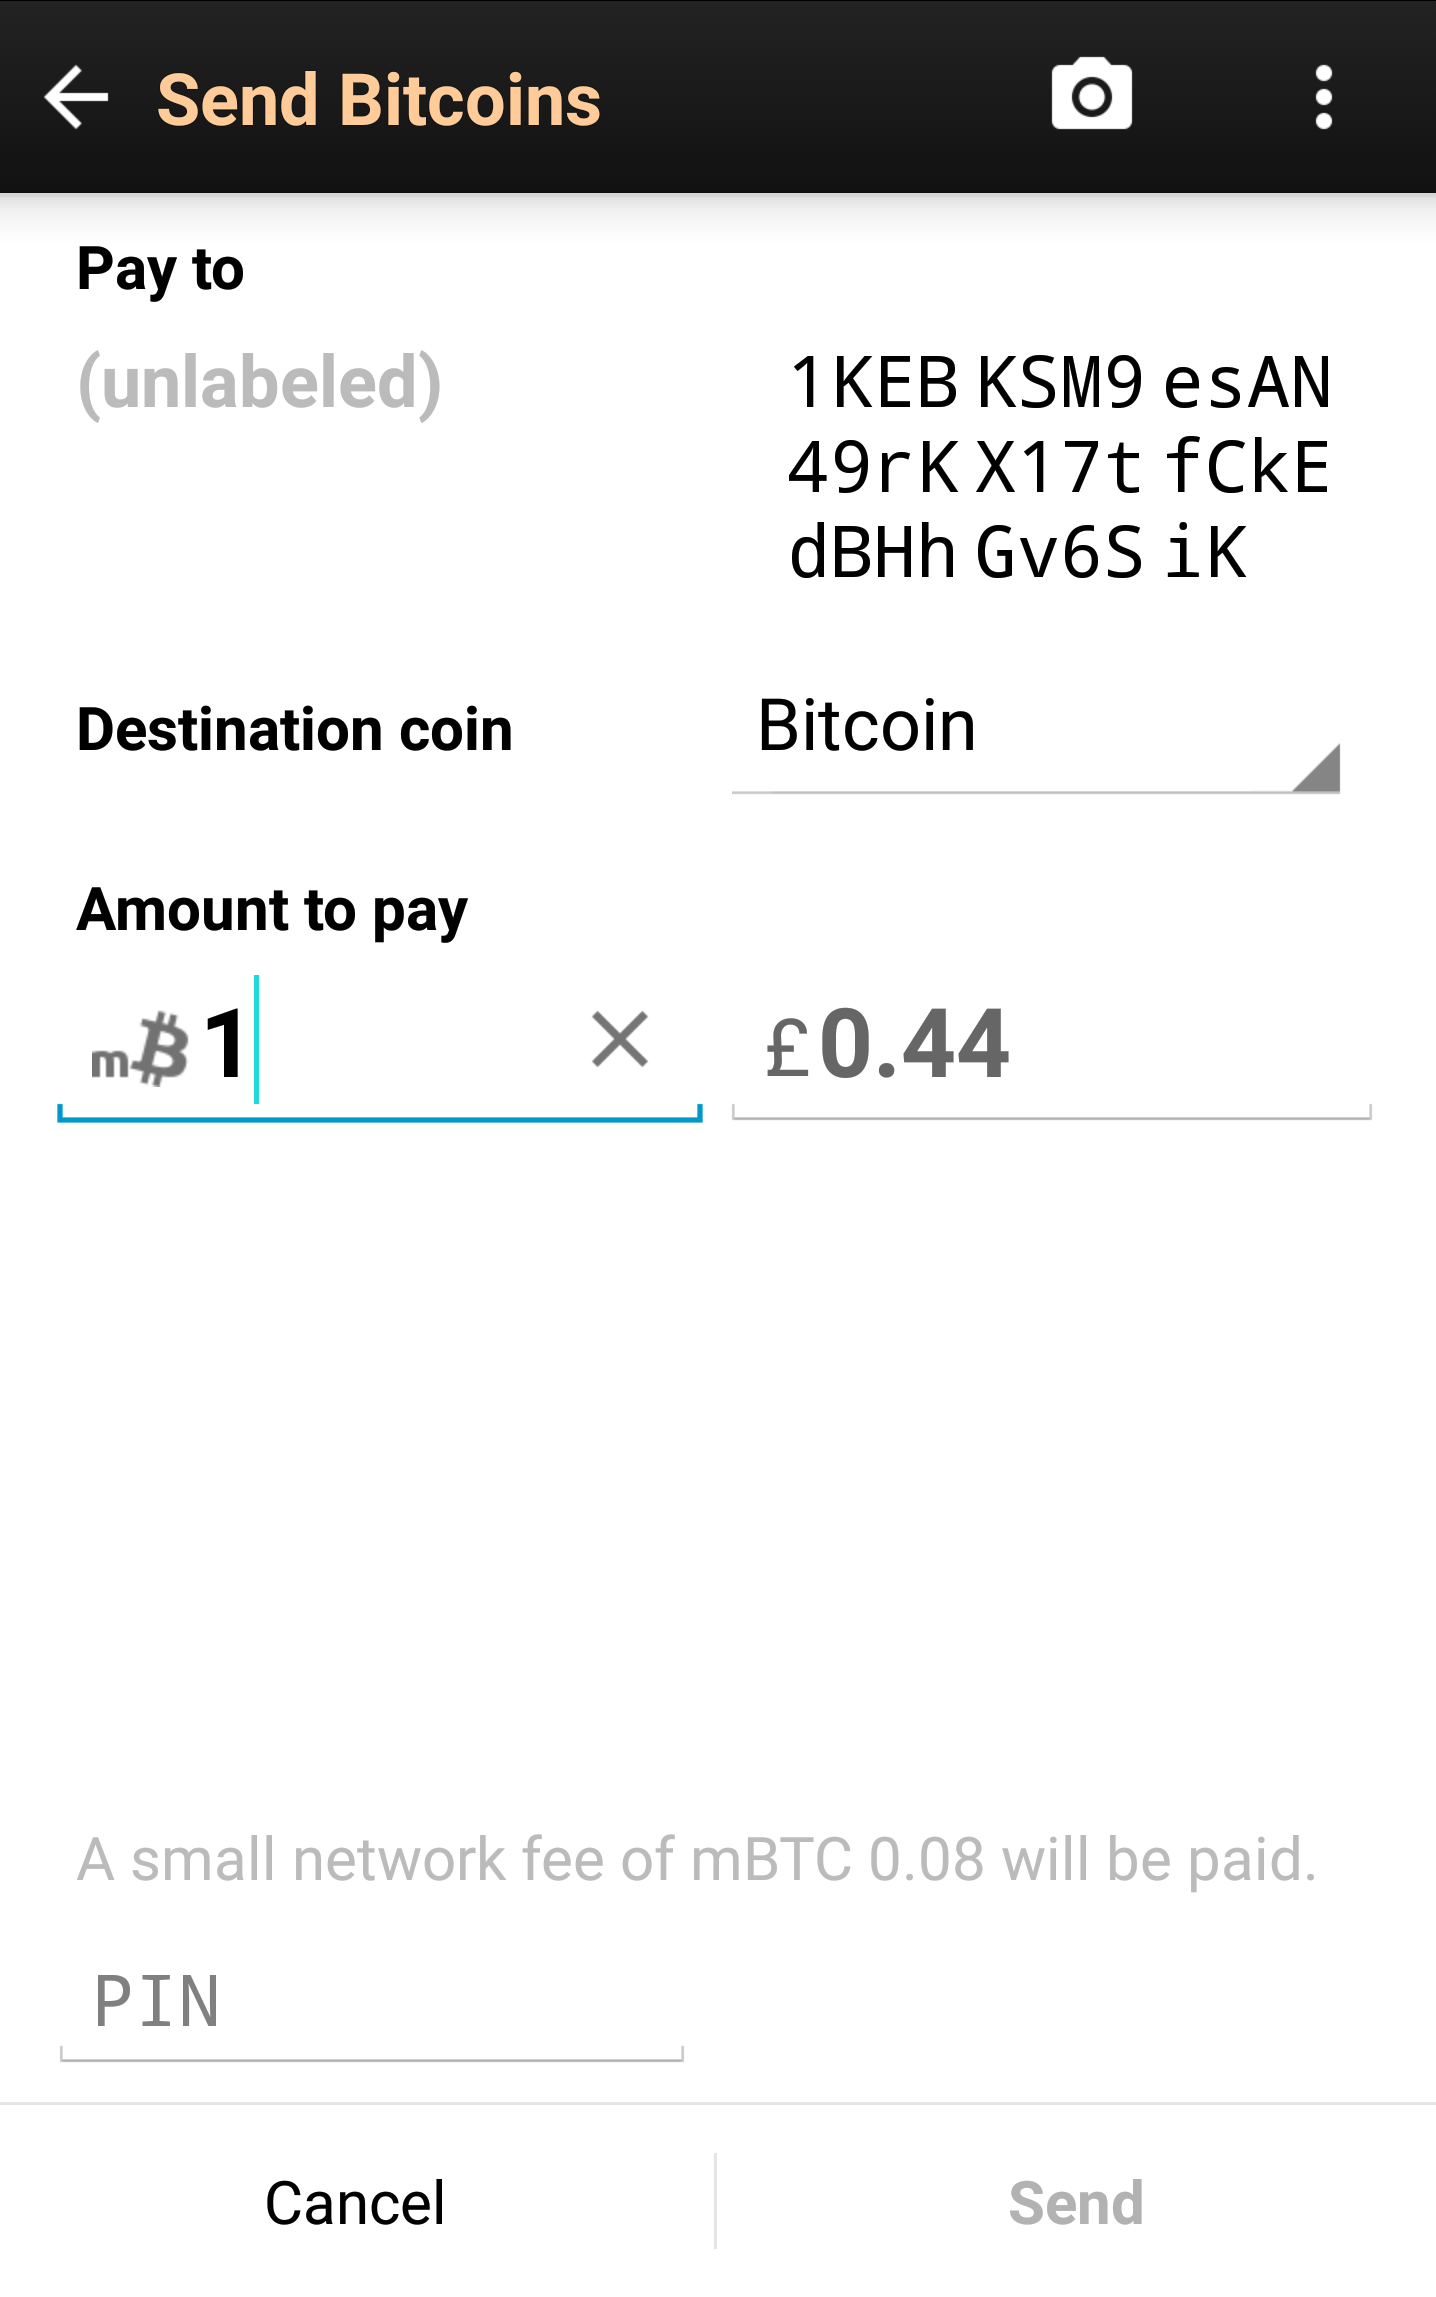 Send Bitcoins
Pay to
(unlabeled)
1KEB KSM9 esAN
49rK X17t fCkE
dBHh Gv6S iK
Destination coin
Bitcoin
Amount to pay
m₿ 1
£0.44
A small network fee of mBTC 0.08 will be paid.
PIN
Cancel
Send